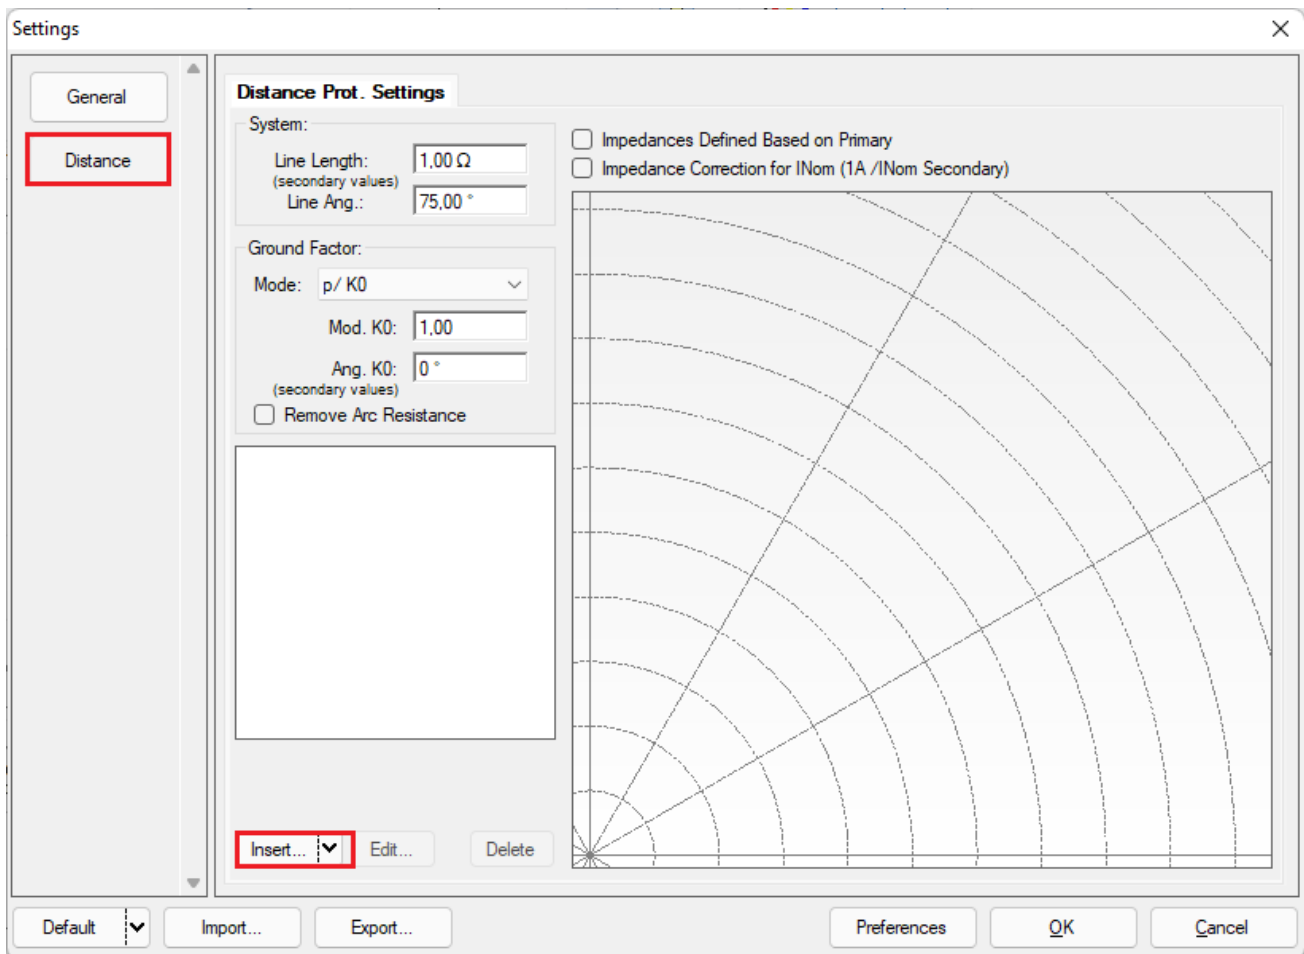 Settings
General
Distance
Distance Prot. Settings
System:
Line Length: 1,00 Ω
(secondary values)
Line Ang.: 75,00 °
Ground Factor:
Mode: p/ K0
Mod. K0: 1,00
Ang. K0: 0 °
(secondary values)
Remove Arc Resistance
Impedances Defined Based on Primary
Impedance Correction for INom (1A /INom Secondary)
Insert... Edit... Delete
Default Import... Export... Preferences OK Cancel